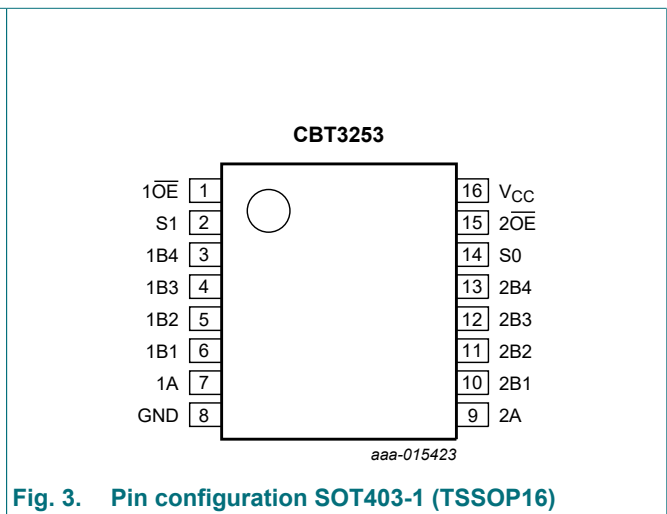 CBT3253
1O̅E̅ 1 16 VCC
S1 2 15 2O̅E̅
1B4 3 14 S0
1B3 4 13 2B4
1B2 5 12 2B3
1B1 6 11 2B2
1A 7 10 2B1
GND 8 9 2A
aaa-015423
Fig. 3. Pin configuration SOT403-1 (TSSOP16)